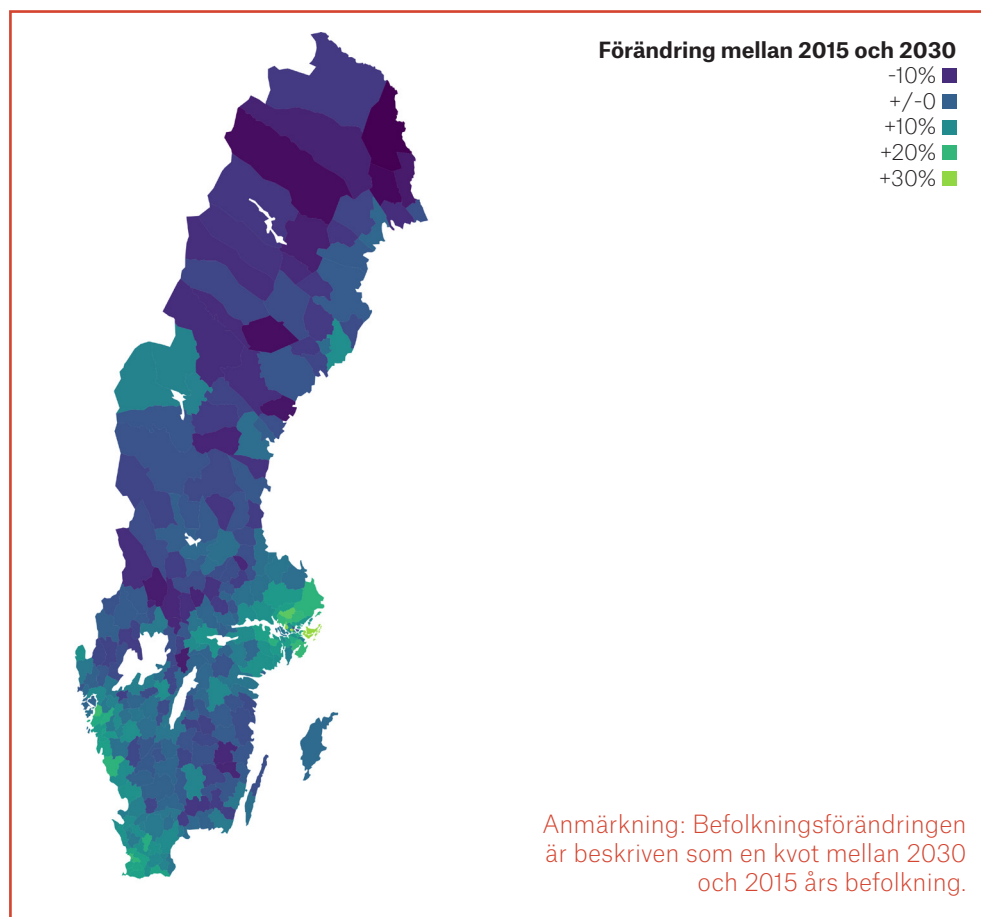 Förändring mellan 2015 och 2030
-10%
+/-0
+10%
+20%
+30%
Anmärkning: Befolkningsförändringen
är beskriven som en kvot mellan 2030
och 2015 års befolkning.